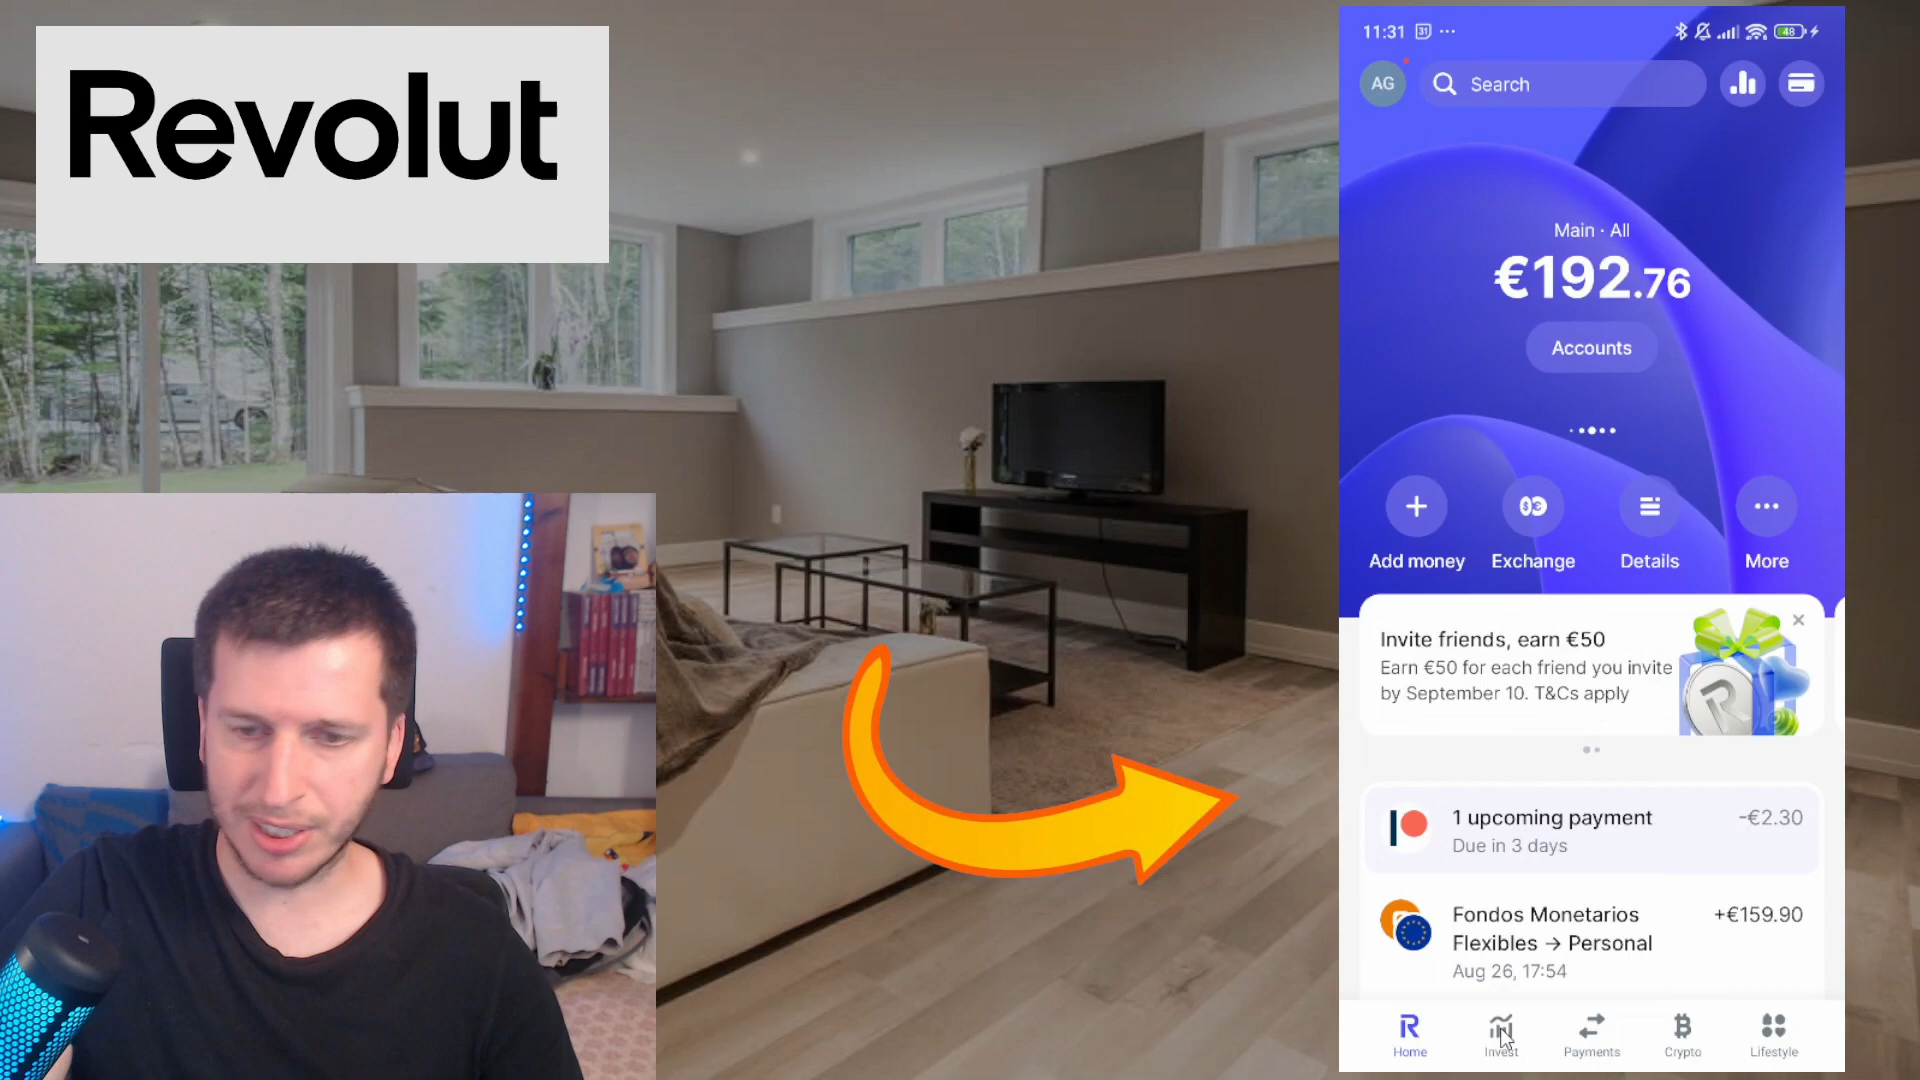 Revolut
11:31 31 ...
48
AG
Search
Main · All
€192.76
Accounts
Add money
Exchange
Details
More
Invite friends, earn €50
Earn €50 for each friend you invite
by September 10. T&Cs apply
R
1 upcoming payment
-€2.30
Due in 3 days
Fondos Monetarios
+€159.90
Flexibles → Personal
Aug 26, 17:54
Home
Invest
Payments
Crypto
Lifestyle